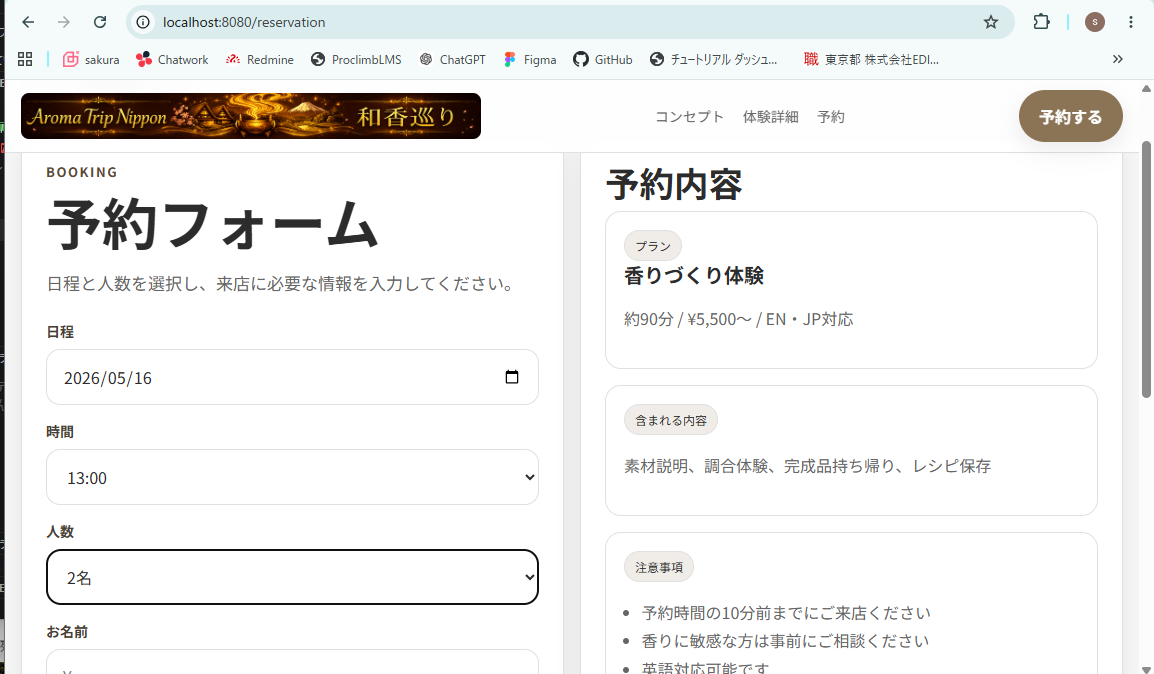 localhost:8080/reservation
S
sakura
Chatwork
Redmine
ProclimbLMS
ChatGPT
Figma
GitHub
チュートリアル ダッシュ...
職 東京都 株式会社EDI...
Aroma Trip Nippon 和香巡り
コンセプト
体験詳細
予約
予約する
BOOKING
予約フォーム
日程と人数を選択し、来店に必要な情報を入力してください。
日程
2026/05/16
時間
13:00
人数
2名
お名前
予約内容
プラン
香りづくり体験
約90分 / ¥5,500〜 / EN・JP対応
含まれる内容
素材説明、調合体験、完成品持ち帰り、レシピ保存
注意事項
予約時間の10分前までにご来店ください
香りに敏感な方は事前にご相談ください
英語対応可能です